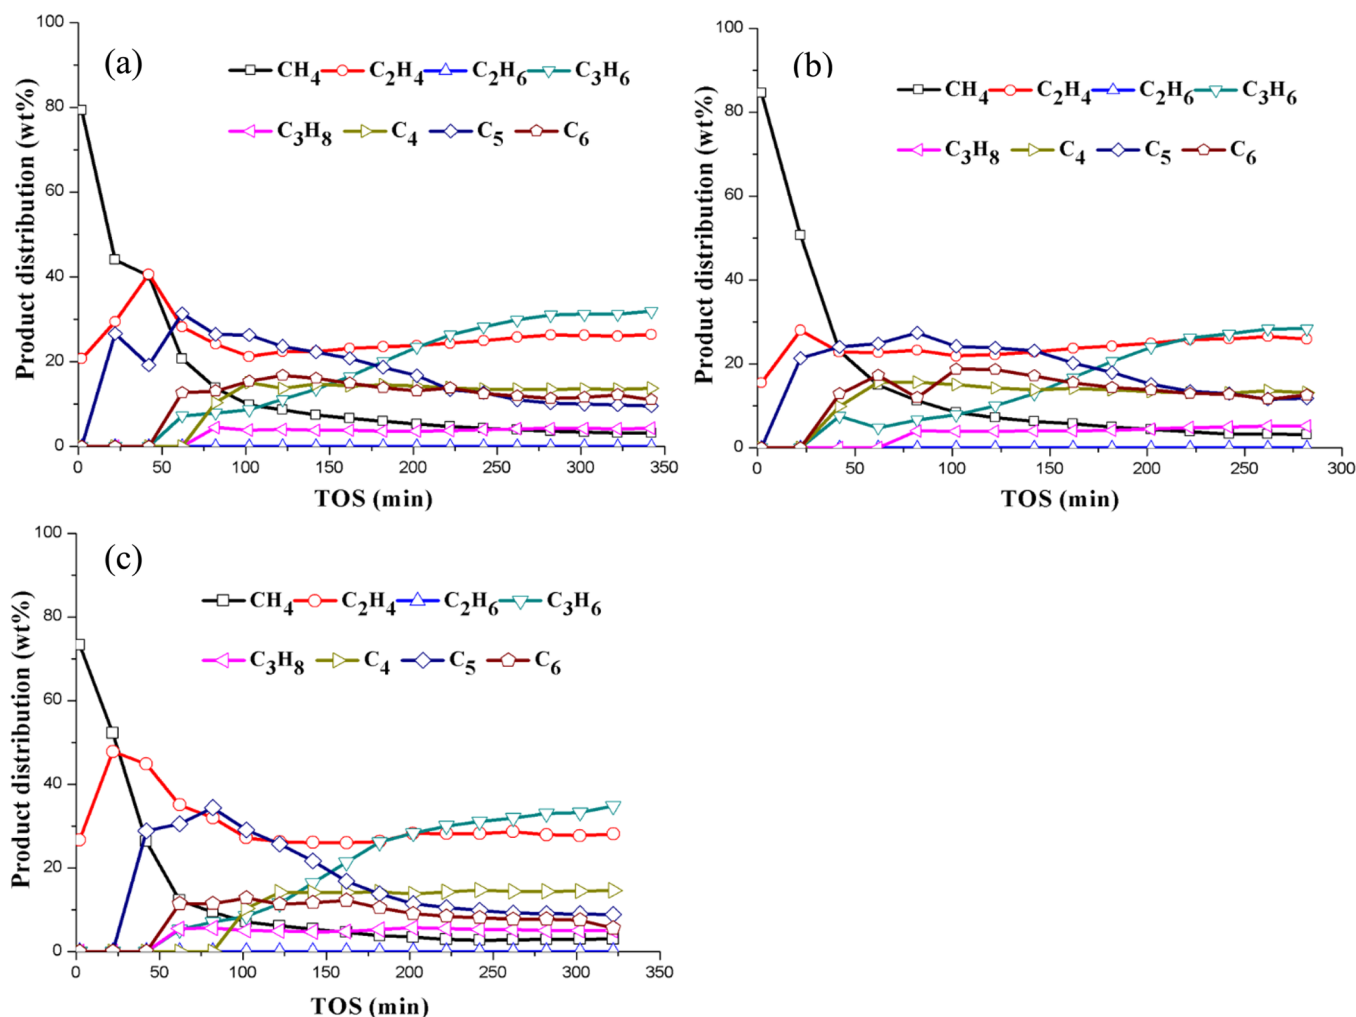 (a)
CH4 C2H4 C2H6 C3H6
C3H8 C4 C5 C6
Product distribution (wt%)
100
80
60
40
20
0
0 50 100 150 200 250 300 350
TOS (min)
(b)
CH4 C2H4 C2H6 C3H6
C3H8 C4 C5 C6
Product distribution (wt%)
100
80
60
40
20
0
0 50 100 150 200 250 300
TOS (min)
(c)
CH4 C2H4 C2H6 C3H6
C3H8 C4 C5 C6
Product distribution (wt%)
100
80
60
40
20
0
0 50 100 150 200 250 300 350
TOS (min)